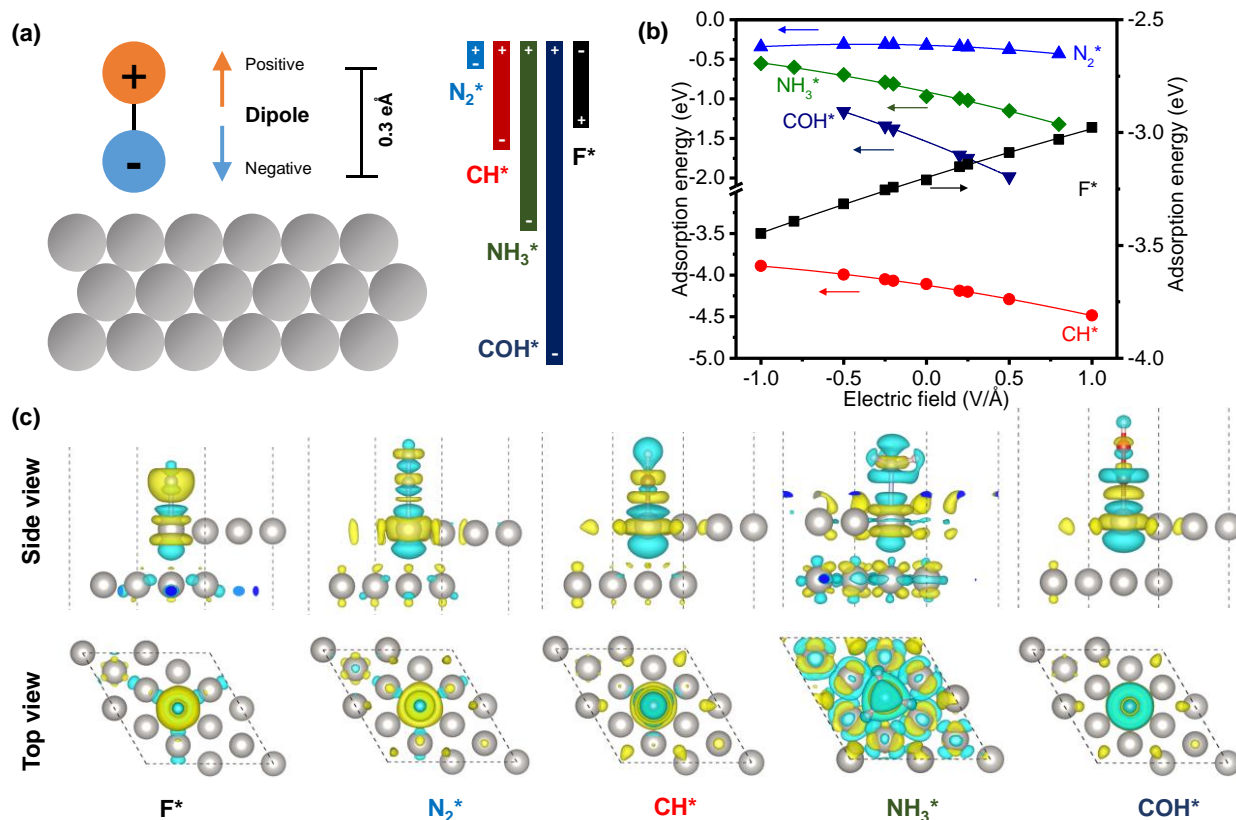 (a)
+
-
Positive
Dipole
Negative
0.3 eÅ
+
-
N2*
+
-
CH*
+
-
NH3*
+
-
COH*
-
+
F*
(b)
0.0
-0.5
-1.0
-1.5
-2.0
-3.5
-4.0
-4.5
-5.0
Adsorption energy (eV)
-2.5
-3.0
-3.5
-4.0
Adsorption energy (eV)
N2*
NH3*
COH*
F*
CH*
-1.0 -0.5 0.0 0.5 1.0
Electric field (V/Å)
(c)
Side view
Top view
F* N2* CH* NH3* COH*